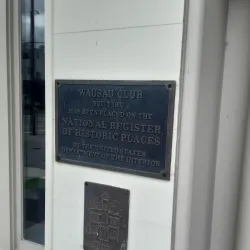 WAUSAU CLUB
HAS BEEN PLACED ON THE
NATIONAL REGISTER
OF HISTORIC PLACES
BY THE UNITED STATES
DEPARTMENT OF THE INTERIOR